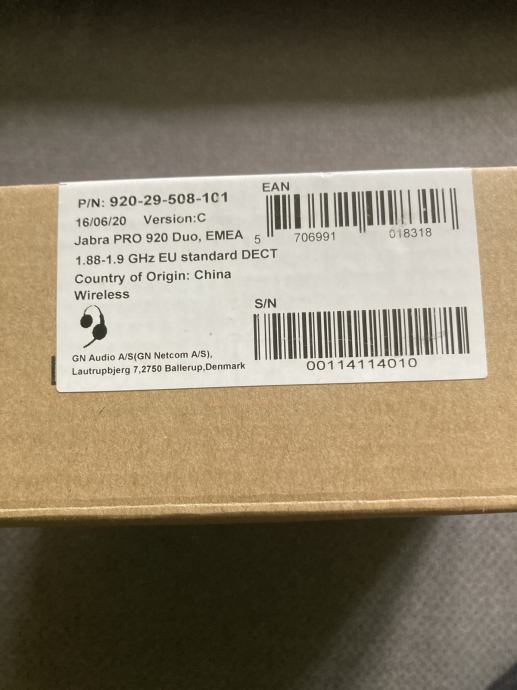 P/N: 920-29-508-101
16/06/20 Version:C
Jabra PRO 920 Duo, EMEA
1.88-1.9 GHz EU standard DECT
Country of Origin: China
Wireless
GN Audio A/S(GN Netcom A/S),
Lautrupbjerg 7,2750 Ballerup,Denmark
EAN
5 706991 018318
S/N
00114114010